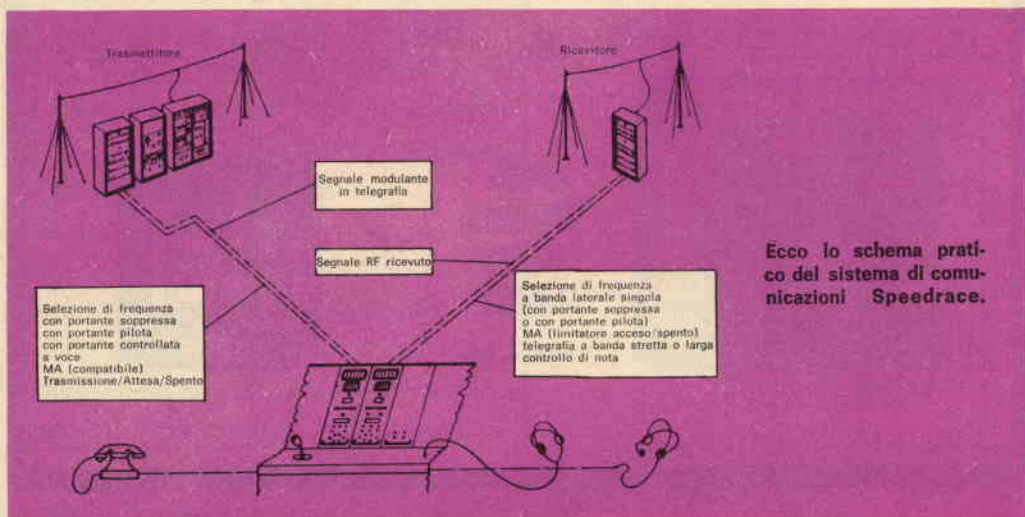 Trasmettitore
Ricevitore
Segnale modulante
in telegrafia
Segnale RF ricevuto
Selezione di frequenza
con portante soppressa
con portante pilota
con portante controllata
a voce
MA (compatibile)
Trasmissione/Attesa/Spento
Selezione di frequenza
a banda laterale singola
(con portante soppressa
o con portante pilota)
MA (limitatore acceso/spento)
telegrafia a banda stretta o larga
controllo di nota
Ecco lo schema prati-
co del sistema di comu-
nicazioni Speedrace.